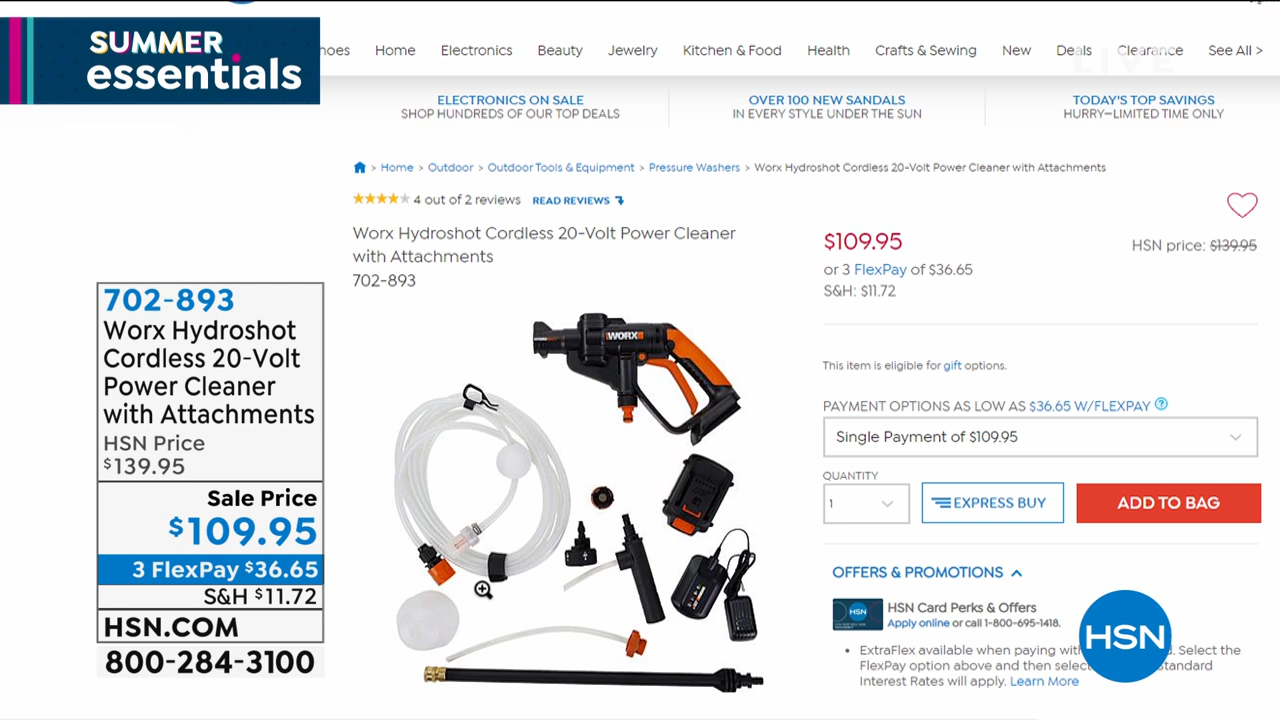 SUMMER
essentials
Home
Electronics
Beauty
Jewelry
Kitchen & Food
Health
Crafts & Sewing
New
Deals
Clearance
See All >
LIVE
ELECTRONICS ON SALE
SHOP HUNDREDS OF OUR TOP DEALS
OVER 100 NEW SANDALS
IN EVERY STYLE UNDER THE SUN
TODAY'S TOP SAVINGS
HURRY—LIMITED TIME ONLY
> Home > Outdoor > Outdoor Tools & Equipment > Pressure Washers > Worx Hydroshot Cordless 20-Volt Power Cleaner with Attachments
4 out of 2 reviews READ REVIEWS
Worx Hydroshot Cordless 20-Volt Power Cleaner
with Attachments
702-893
WORX
702-893
Worx Hydroshot
Cordless 20-Volt
Power Cleaner
with Attachments
HSN Price
$139.95
Sale Price
$109.95
3 FlexPay $36.65
S&H $11.72
HSN.COM
800-284-3100
$109.95
HSN price: $139.95
or 3 FlexPay of $36.65
S&H: $11.72
This item is eligible for gift options.
PAYMENT OPTIONS AS LOW AS $36.65 W/FLEXPAY ?
Single Payment of $109.95
QUANTITY
1
EXPRESS BUY
ADD TO BAG
OFFERS & PROMOTIONS
HSN
HSN Card Perks & Offers
Apply online or call 1-800-695-1418.
• ExtraFlex available when paying with Select the
FlexPay option above and then select
Interest Rates will apply. Learn More
HSN